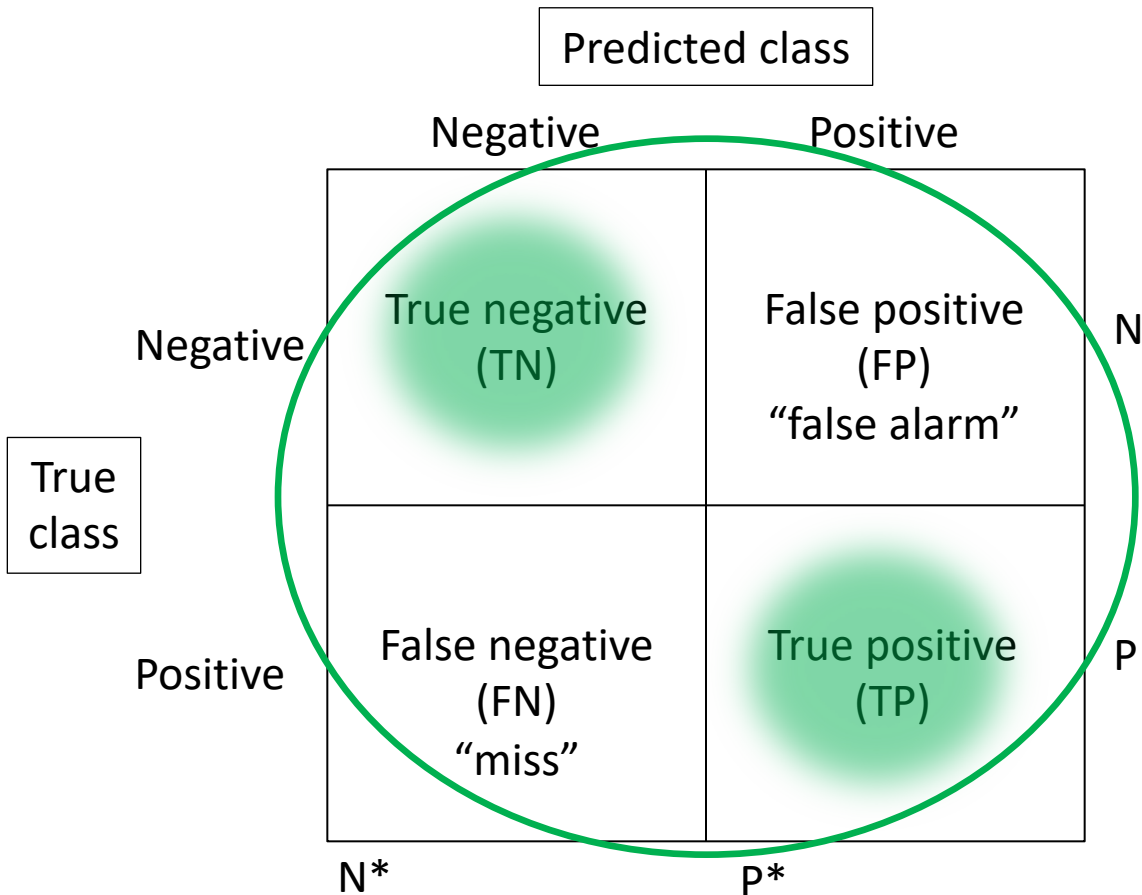 Predicted class
Negative
Positive
True negative
(TN)
False positive
(FP)
“false alarm”
Negative
N
True
class
False negative
(FN)
“miss”
True positive
(TP)
Positive
P
N*
P*